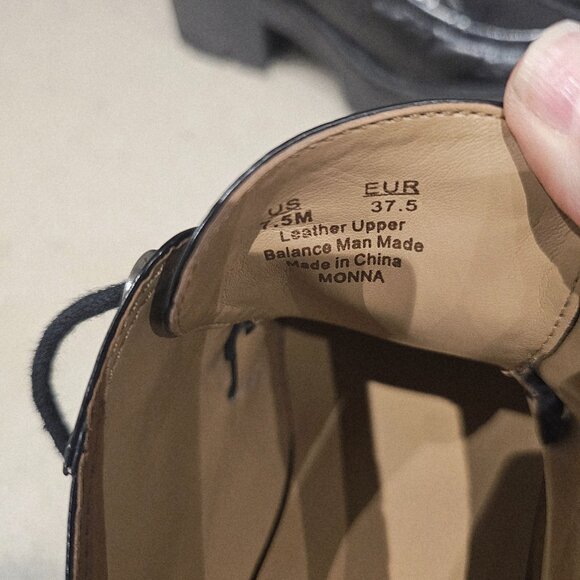 US EUR
7.5M 37.5
Leather Upper
Balance Man Made
Made in China
MONNA